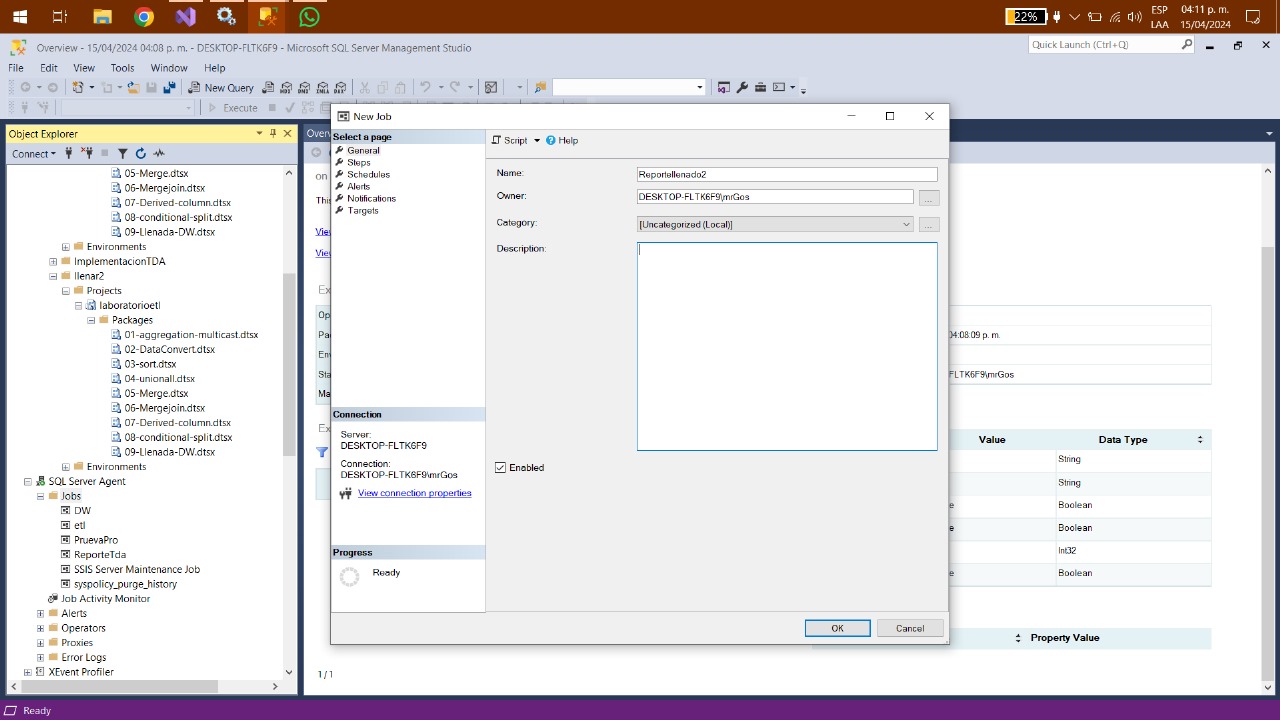 22%
ESP
LAA
04:11 p. m.
15/04/2024
Overview - 15/04/2024 04:08 p. m. - DESKTOP-FLTK6F9 - Microsoft SQL Server Management Studio
Quick Launch (Ctrl+Q)
File Edit View Tools Window Help
New Query
Execute
Object Explorer
Connect
05-Merge.dtsx
06-Mergejoin.dtsx
07-Derived-column.dtsx
08-conditional-split.dtsx
09-Llenada-DW.dtsx
Environments
ImplementacionTDA
llenar2
Projects
laboratorioetl
Packages
01-aggregation-multicast.dtsx
02-DataConvert.dtsx
03-sort.dtsx
04-unionall.dtsx
05-Merge.dtsx
06-Mergejoin.dtsx
07-Derived-column.dtsx
08-conditional-split.dtsx
09-Llenada-DW.dtsx
Environments
SQL Server Agent
Jobs
DW
etl
PruevaPro
ReporteTda
SSIS Server Maintenance Job
syspolicy_purge_history
Job Activity Monitor
Alerts
Operators
Proxies
Error Logs
XEvent Profiler
New Job
Select a page
General
Steps
Schedules
Alerts
Notifications
Targets
Connection
Server:
DESKTOP-FLTK6F9
Connection:
DESKTOP-FLTK6F9\mrGos
View connection properties
Progress
Ready
Script Help
Name: Reportellenado2
Owner: DESKTOP-FLTK6F9\mrGos ...
Category: [Uncategorized (Local)] ...
Description:
Enabled
OK Cancel
04:08:09 p. m.
FLTK6F9\mrGos
Value Data Type
String
String
Boolean
Boolean
Int32
Boolean
Property Value
1 / 1
Ready